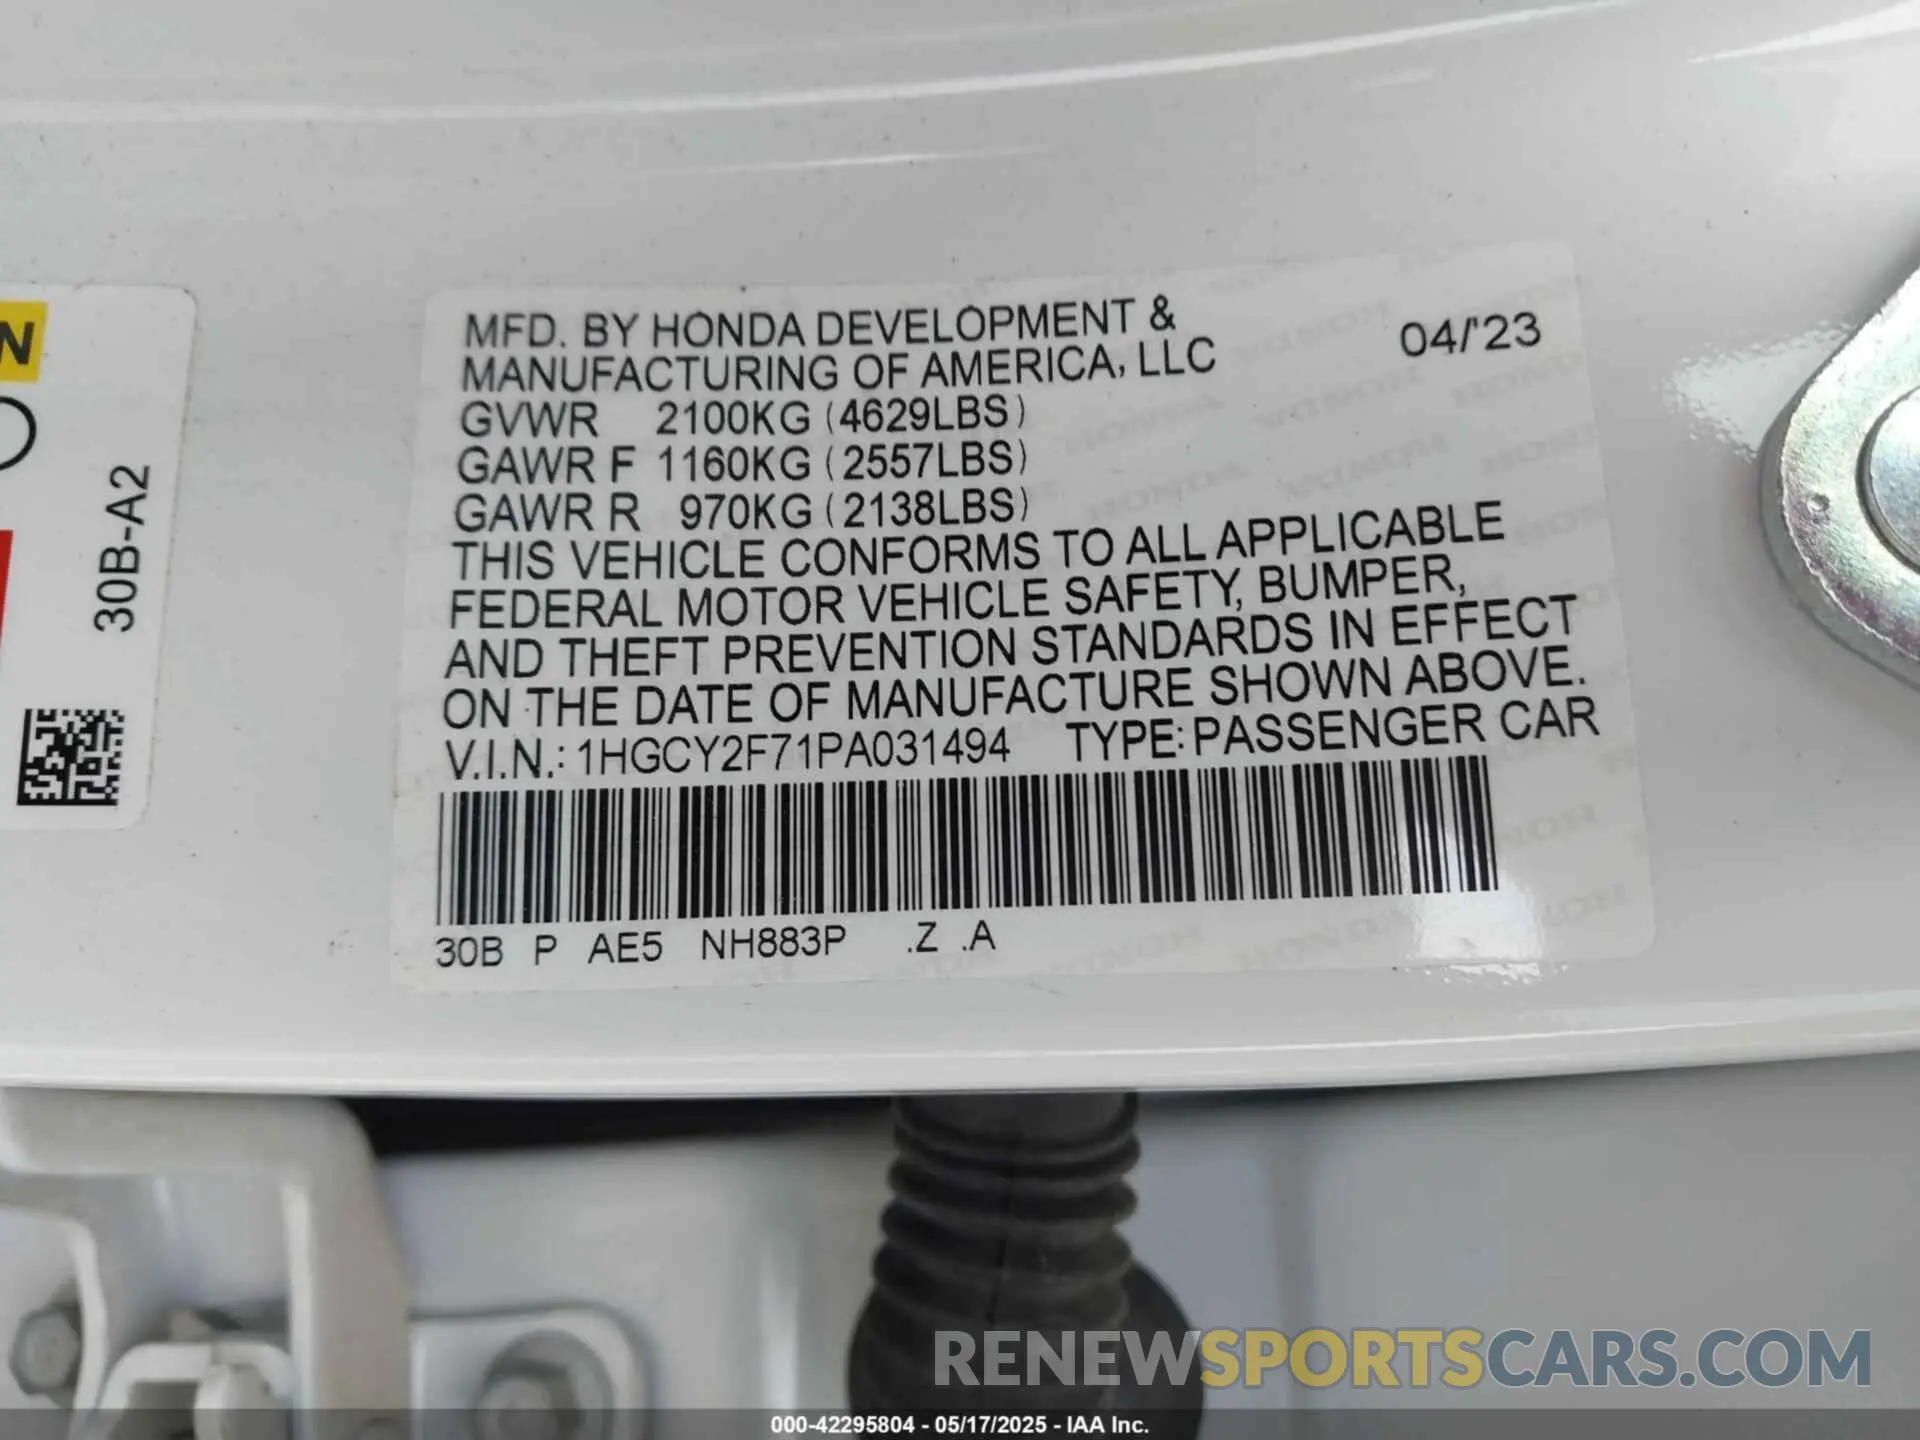 MFD. BY HONDA DEVELOPMENT &
MANUFACTURING OF AMERICA, LLC 04/'23
GVWR 2100KG (4629LBS)
GAWR F 1160KG (2557LBS)
GAWR R 970KG (2138LBS)
THIS VEHICLE CONFORMS TO ALL APPLICABLE
FEDERAL MOTOR VEHICLE SAFETY, BUMPER,
AND THEFT PREVENTION STANDARDS IN EFFECT
ON THE DATE OF MANUFACTURE SHOWN ABOVE.
V.I.N.: 1HGCY2F71PA031494 TYPE: PASSENGER CAR
30B P AE5 NH883P .Z .A
N
30B-A2
RENEWSPORTSCARS.COM
000-42295804 - 05/17/2025 - IAA Inc.